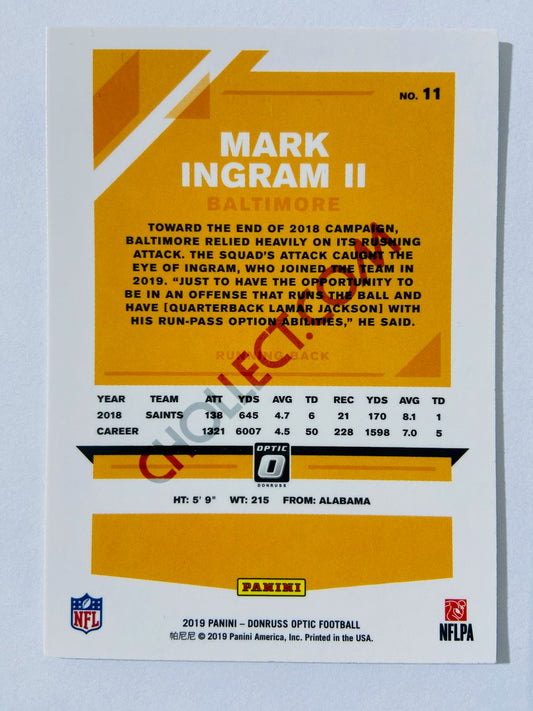 NO. 11
MARK
INGRAM II
BALTIMORE
TOWARD THE END OF 2018 CAMPAIGN,
BALTIMORE RELIED HEAVILY ON ITS RUSHING
ATTACK. THE SQUAD'S ATTACK CAUGHT THE
EYE OF INGRAM, WHO JOINED THE TEAM IN
2019. “JUST TO HAVE THE OPPORTUNITY TO
BE IN AN OFFENSE THAT RUNS THE BALL AND
HAVE [QUARTERBACK LAMAR JACKSON] WITH
HIS RUN-PASS OPTION ABILITIES,” HE SAID.
RUNNING BACK
CHOLLECT.COM
YEAR TEAM ATT YDS AVG TD REC YDS AVG TD
2018 SAINTS 138 645 4.7 6 21 170 8.1 1
CAREER 1321 6007 4.5 50 228 1598 7.0 5
OPTIC
DONRUSS
HT: 5' 9" WT: 215 FROM: ALABAMA
PANINI
NFL
NFLPA
2019 PANINI – DONRUSS OPTIC FOOTBALL
帕尼尼 © 2019 Panini America, Inc. Printed in the USA.